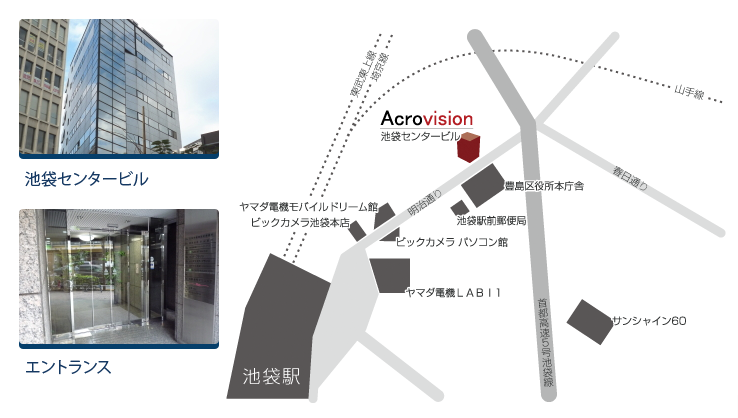 池袋センタービル
エントランス
東武東上線
埼京線
山手線
Acrovision
池袋センタービル
春日通り
豊島区役所本庁舎
明治通り
ヤマダ電機モバイルドリーム館
池袋駅前郵便局
ビックカメラ池袋本店
ビックカメラ パソコン館
ヤマダ電機LABI1
首都高速5号池袋線
サンシャイン60
池袋駅